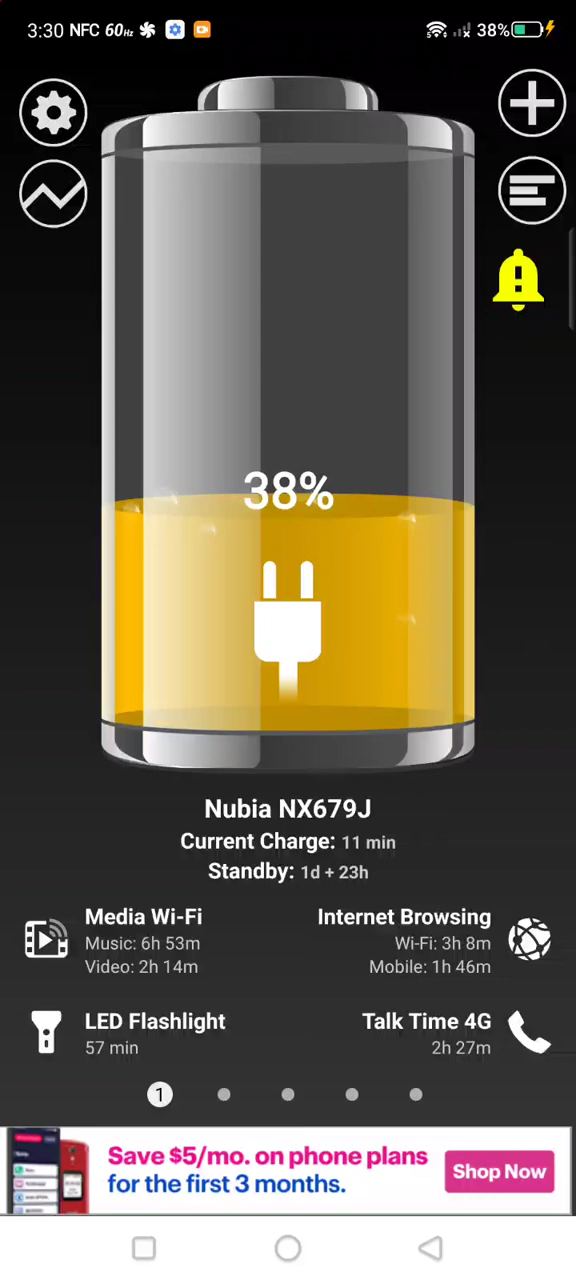 3:30 NFC 60Hz 38%
38%
Nubia NX679J
Current Charge: 11 min
Standby: 1d + 23h
Media Wi-Fi
Music: 6h 53m
Video: 2h 14m
Internet Browsing
Wi-Fi: 3h 8m
Mobile: 1h 46m
LED Flashlight
57 min
Talk Time 4G
2h 27m
1
Save $5/mo. on phone plans
for the first 3 months.
Shop Now